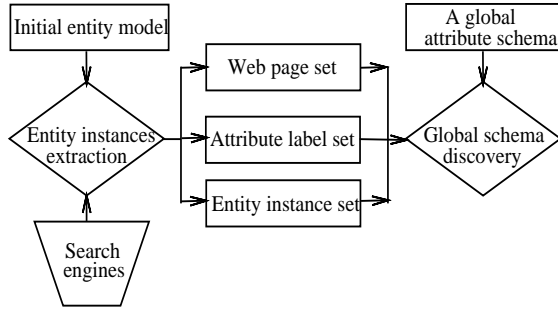 Initial entity model
Entity instances
extraction
Search
engines
Web page set
Attribute label set
Entity instance set
A global
attribute schema
Global schema
discovery